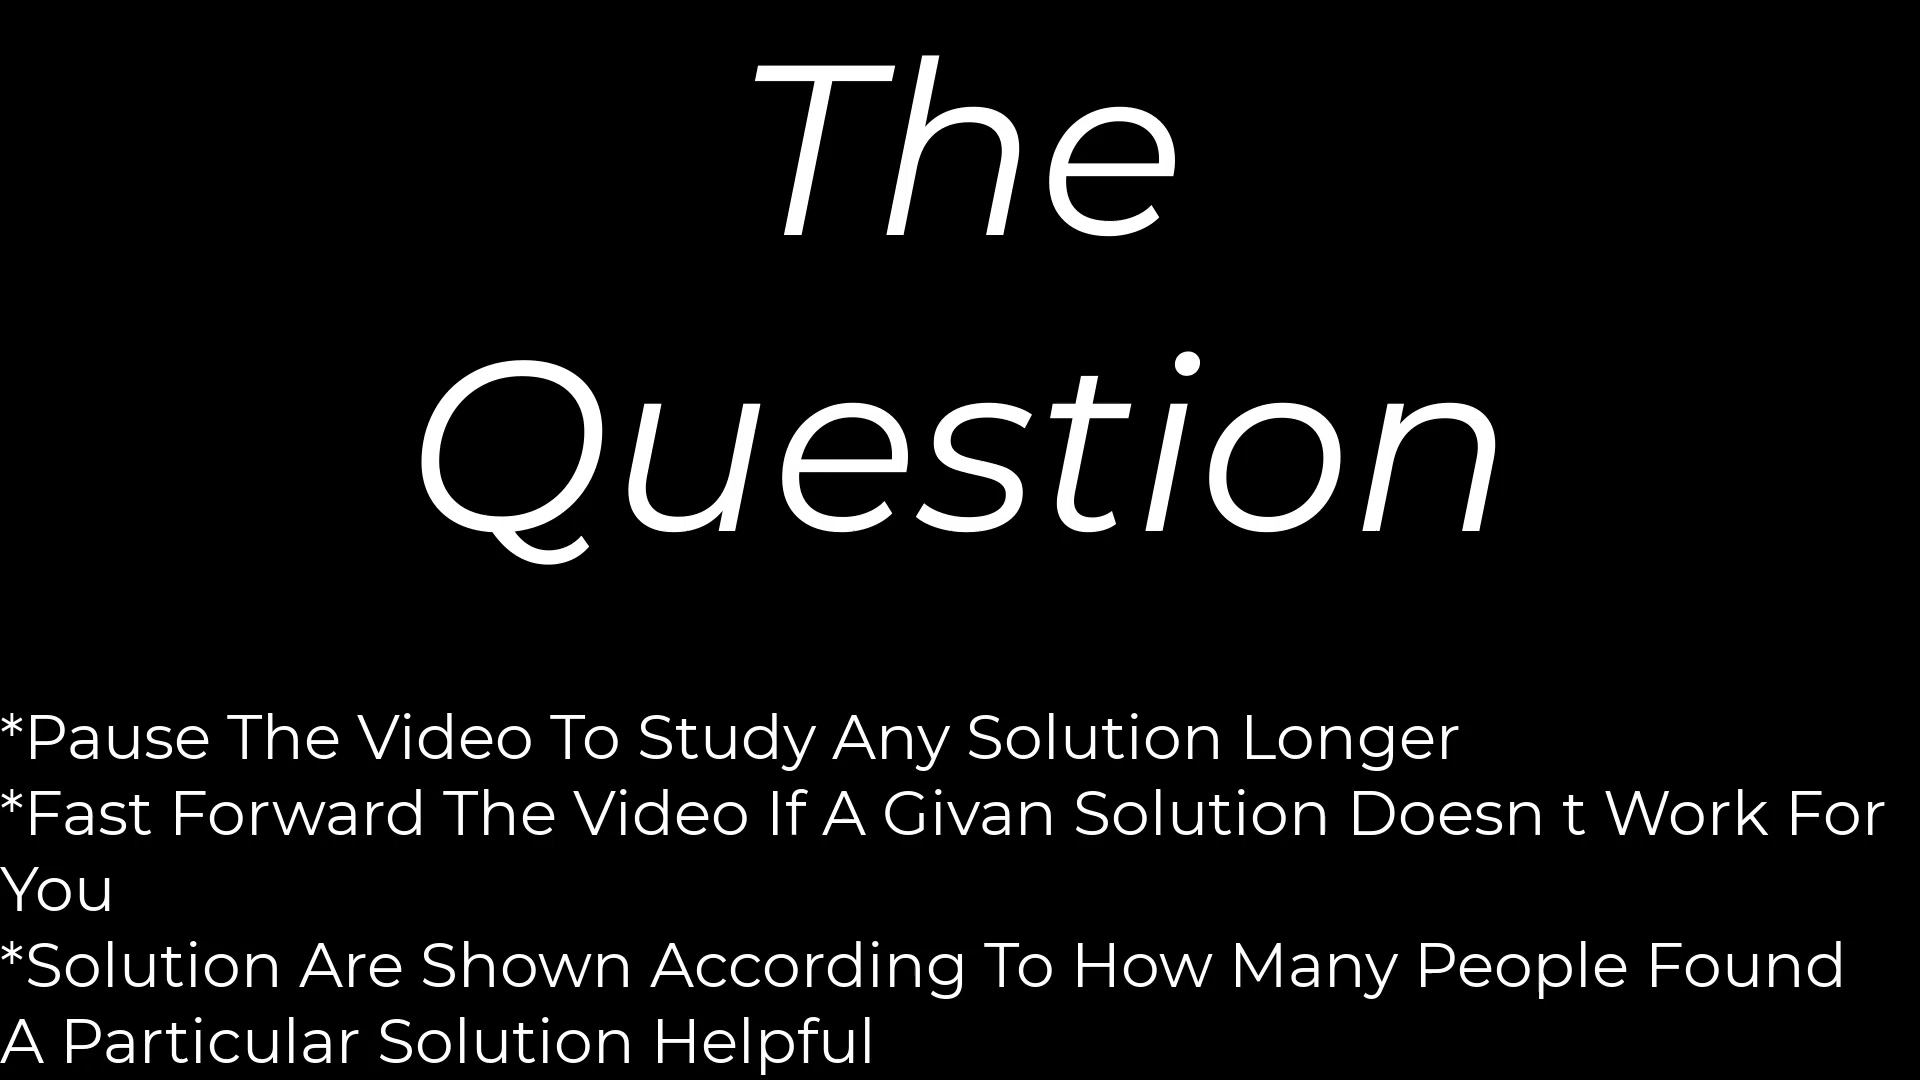 The
Question
*Pause The Video To Study Any Solution Longer
*Fast Forward The Video If A Givan Solution Doesn t Work For
You
*Solution Are Shown According To How Many People Found
A Particular Solution Helpful